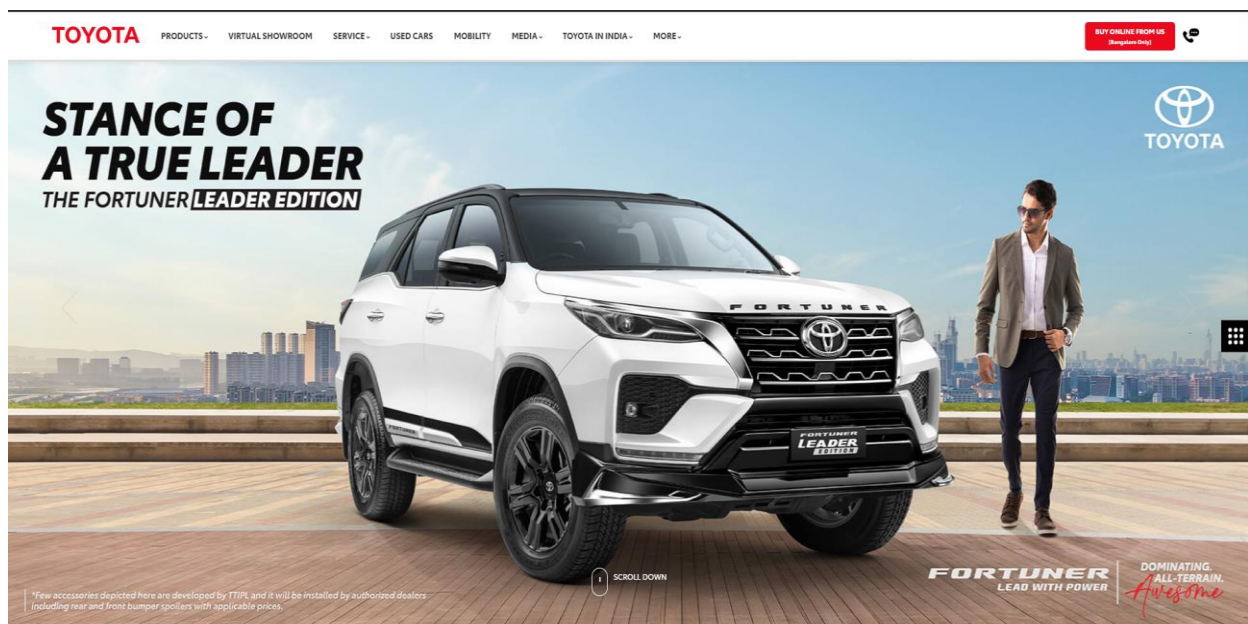 TOYOTA
PRODUCTS
VIRTUAL SHOWROOM
SERVICE
USED CARS
MOBILITY
MEDIA
TOYOTA IN INDIA
MORE
BUY ONLINE FROM US
[Bangalore Only]
STANCE OF
A TRUE LEADER
THE FORTUNER LEADER EDITION
TOYOTA
FORTUNER
FORTUNER
FORTUNER
LEADER
EDITION
SCROLL DOWN
FORTUNER
LEAD WITH POWER
DOMINATING.
ALL-TERRAIN.
Awesome
*Few accessories depicted here are developed by TTIPL and it will be installed by authorized dealers
including rear and front bumper spoilers with applicable prices.